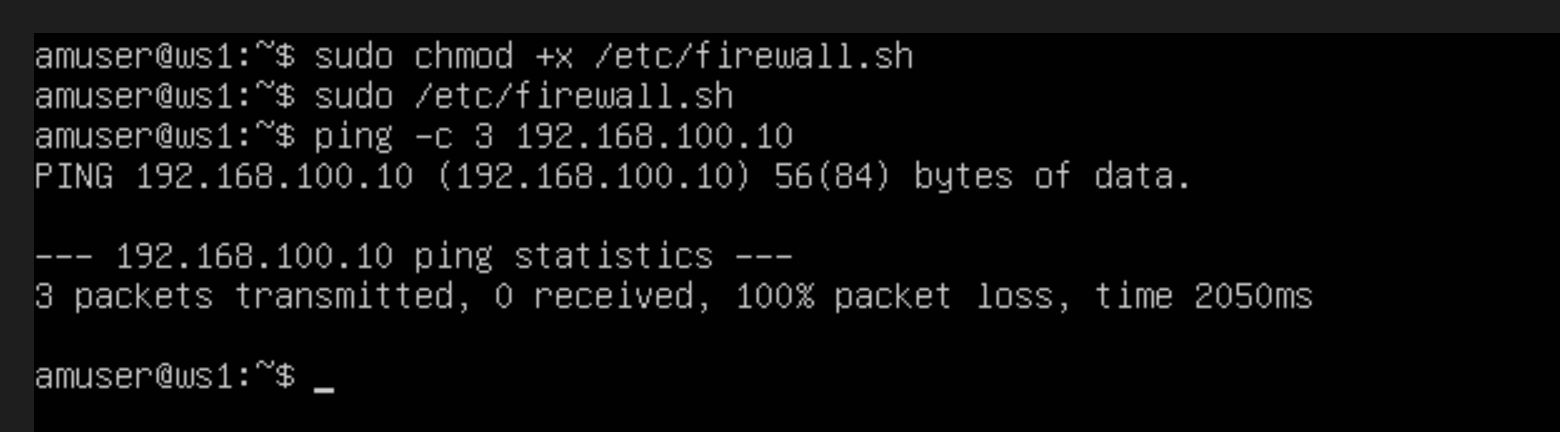 amuser@ws1:~$ sudo chmod +x /etc/firewall.sh
amuser@ws1:~$ sudo /etc/firewall.sh
amuser@ws1:~$ ping -c 3 192.168.100.10
PING 192.168.100.10 (192.168.100.10) 56(84) bytes of data.
--- 192.168.100.10 ping statistics ---
3 packets transmitted, 0 received, 100% packet loss, time 2050ms
amuser@ws1:~$ _